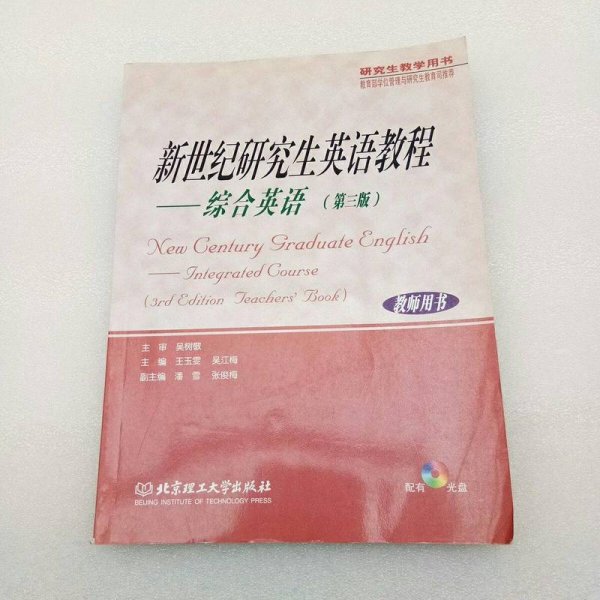 研究生教学用书
教育部学位管理与研究生教育司推荐
新世纪研究生英语教程
——综合英语（第三版）
New Century Graduate English
—— Integrated Course
(3rd Edition Teachers' Book)
教师用书
主 审 吴树敬
主 编 王玉雯 吴江梅
副主编 潘 雪 张俊梅
北京理工大学出版社
BEIJING INSTITUTE OF TECHNOLOGY PRESS
配有 光盘